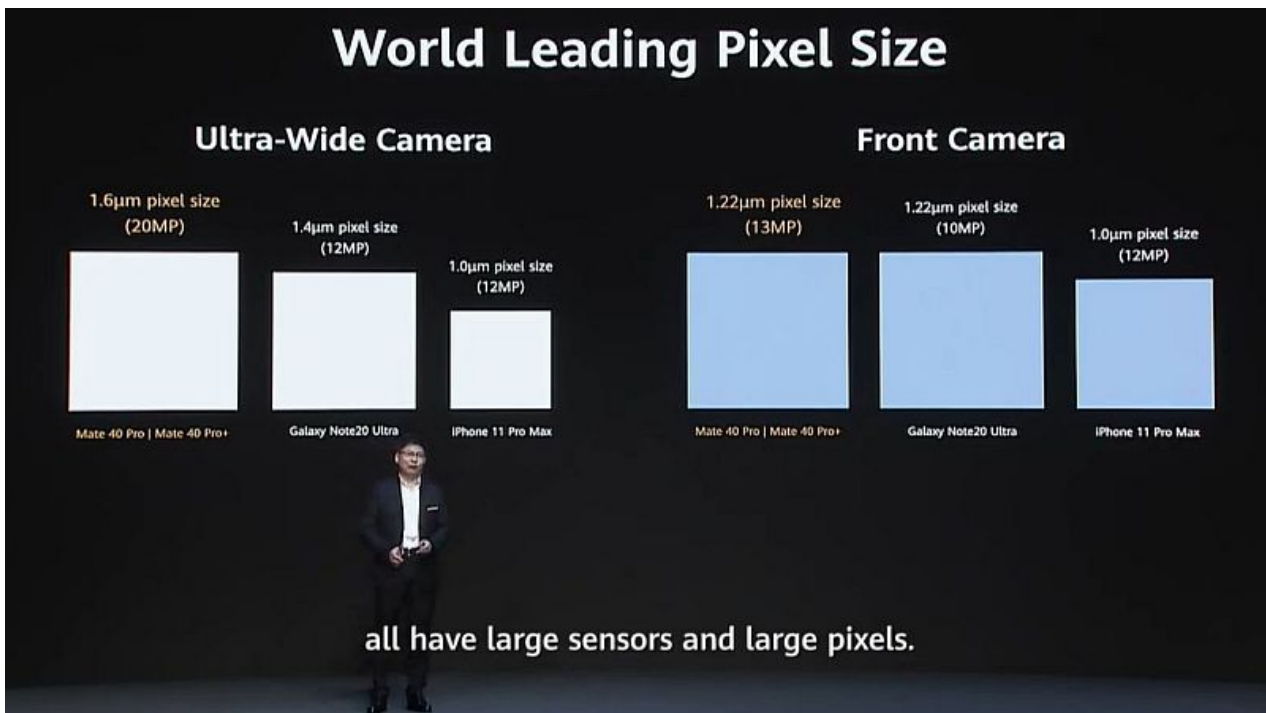 World Leading Pixel Size
Ultra-Wide Camera
1.6μm pixel size
(20MP)
1.4μm pixel size
(12MP)
1.0μm pixel size
(12MP)
Mate 40 Pro | Mate 40 Pro+
Galaxy Note20 Ultra
iPhone 11 Pro Max
Front Camera
1.22μm pixel size
(13MP)
1.22μm pixel size
(10MP)
1.0μm pixel size
(12MP)
Mate 40 Pro | Mate 40 Pro+
Galaxy Note20 Ultra
iPhone 11 Pro Max
all have large sensors and large pixels.